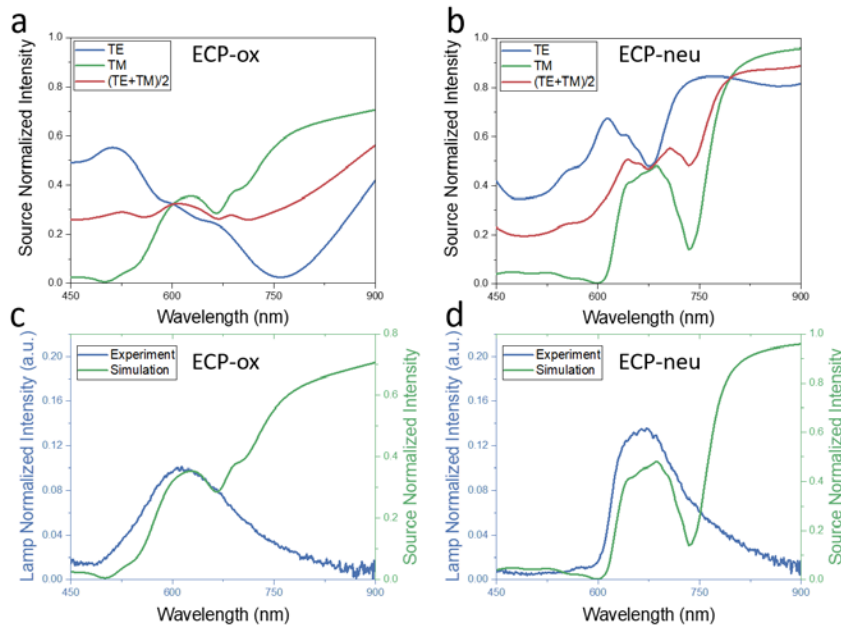 a
ECP-ox
TE
TM
(TE+TM)/2
Source Normalized Intensity
1.0
0.8
0.6
0.4
0.2
0.0
450 600 750 900
Wavelength (nm)
b
ECP-neu
TE
TM
(TE+TM)/2
Source Normalized Intensity
1.0
0.8
0.6
0.4
0.2
0.0
450 600 750 900
Wavelength (nm)
c
ECP-ox
Experiment
Simulation
Lamp Normalized Intensity (a.u.)
0.20
0.16
0.12
0.08
0.04
0.00
450 600 750 900
Wavelength (nm)
0.8
0.6
0.4
0.2
0.0
Source Normalized Intensity
d
ECP-neu
Experiment
Simulation
Lamp Normalized Intensity (a.u.)
0.20
0.16
0.12
0.08
0.04
0.00
450 600 750 900
Wavelength (nm)
1.0
0.8
0.6
0.4
0.2
0.0
Source Normalized Intensity